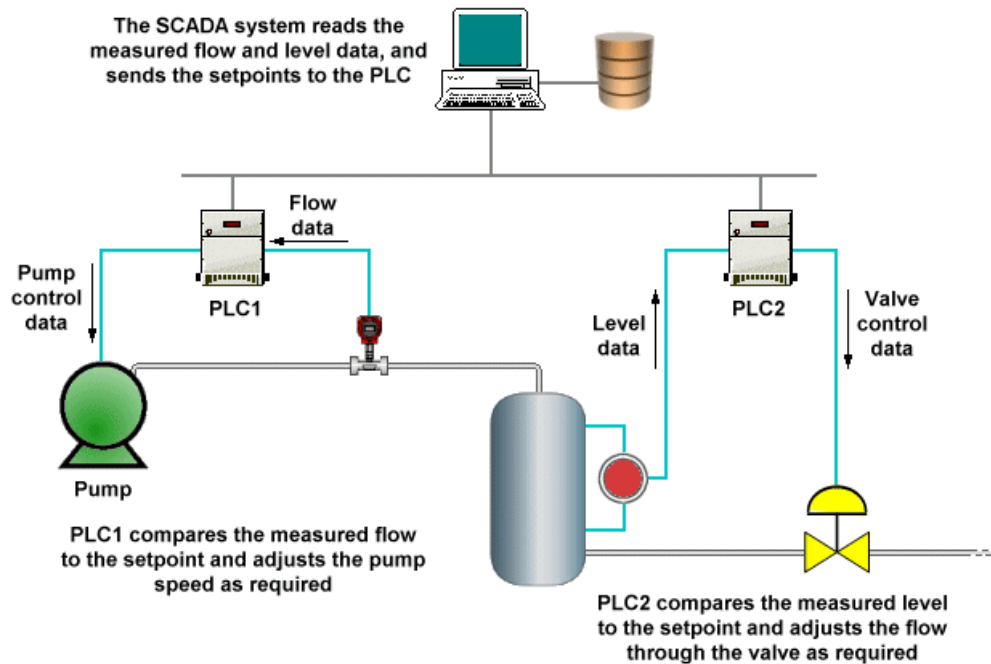 The SCADA system reads the
measured flow and level data, and
sends the setpoints to the PLC
Flow
data
PLC1
Pump
control
data
Pump
PLC1 compares the measured flow
to the setpoint and adjusts the pump
speed as required
PLC2
Level
data
Valve
control
data
PLC2 compares the measured level
to the setpoint and adjusts the flow
through the valve as required